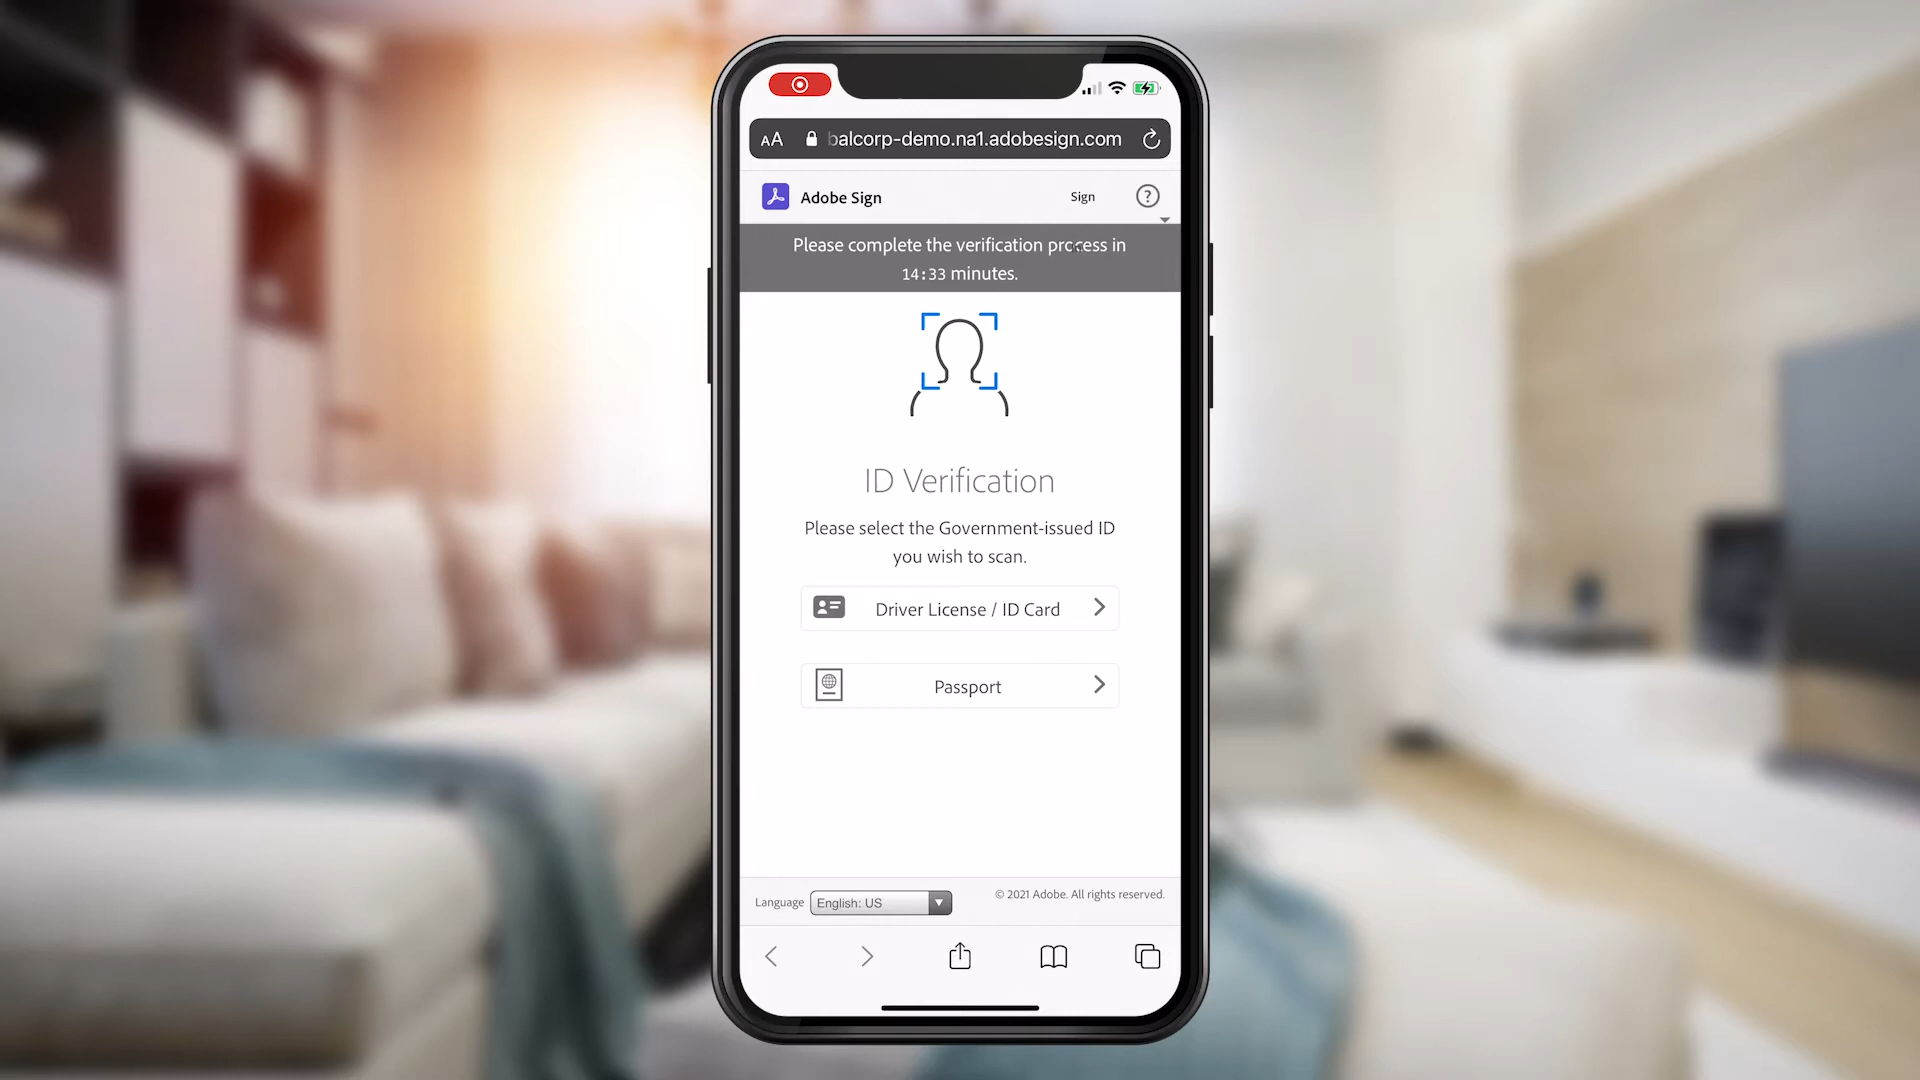 AA balcorp-demo.na1.adobesign.com
Adobe Sign Sign ?
Please complete the verification process in
14:33 minutes.
ID Verification
Please select the Government-issued ID
you wish to scan.
Driver License / ID Card
Passport
Language English: US © 2021 Adobe. All rights reserved.